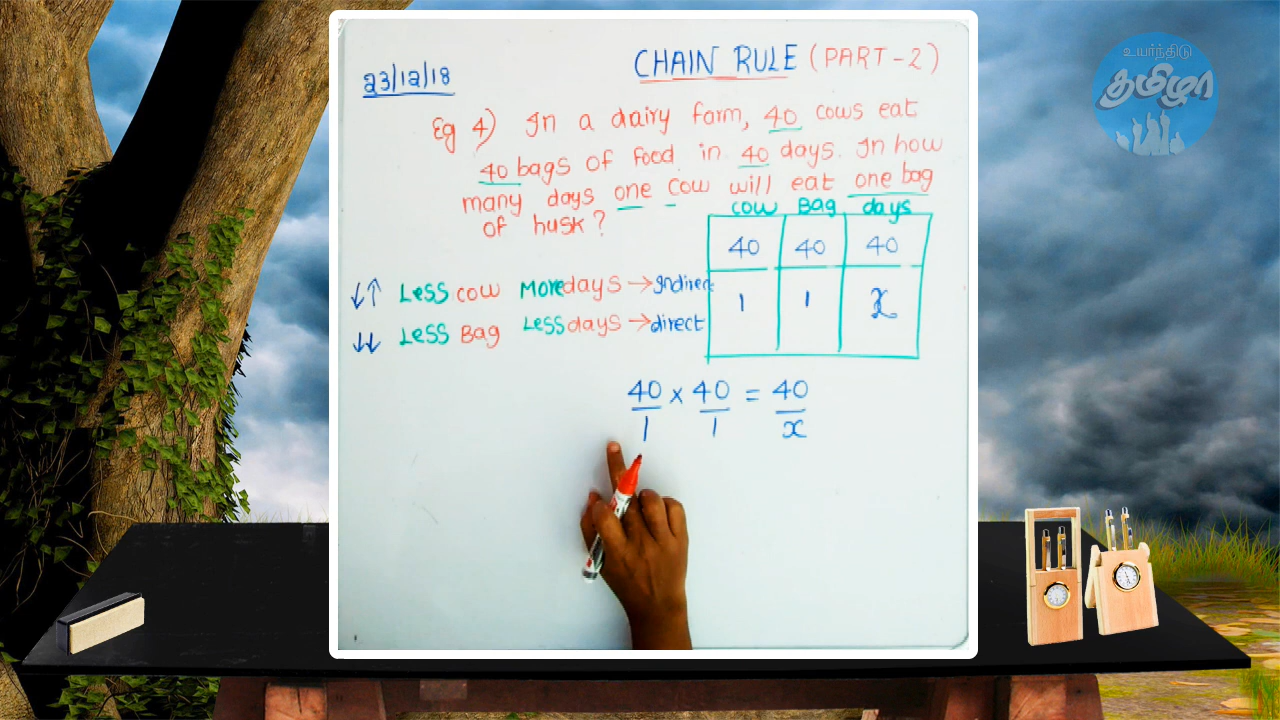 உயர்ந்திடு
தமிழா
23/12/18
CHAIN RULE (PART-2)
Eg 4) In a dairy farm, 40 cows eat
40 bags of food in 40 days. In how
many days one cow will eat one bag
of husk?
cow Bag days
40 40 40
1 1 x
↓↑ Less cow More days → Indirect
↓↓ Less Bag Less days → direct
40/1 × 40/1 = 40/x